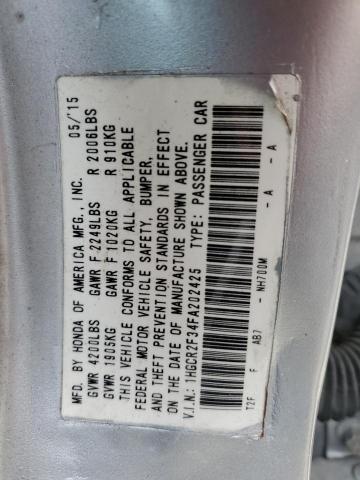 MFD. BY HONDA OF AMERICA MFG., INC. 05/'15
GVWR 4200LBS GAWR F 2249LBS R 2006LBS
GVWR 1905KG GAWR F 1020KG R 910KG
THIS VEHICLE CONFORMS TO ALL APPLICABLE
FEDERAL MOTOR VEHICLE SAFETY, BUMPER,
AND THEFT PREVENTION STANDARDS IN EFFECT
ON THE DATE OF MANUFACTURE SHOWN ABOVE.
V.I.N.: 1HGCR2F34FA202425 TYPE: PASSENGER CAR
T2F F AB7 - NH700M - A - A